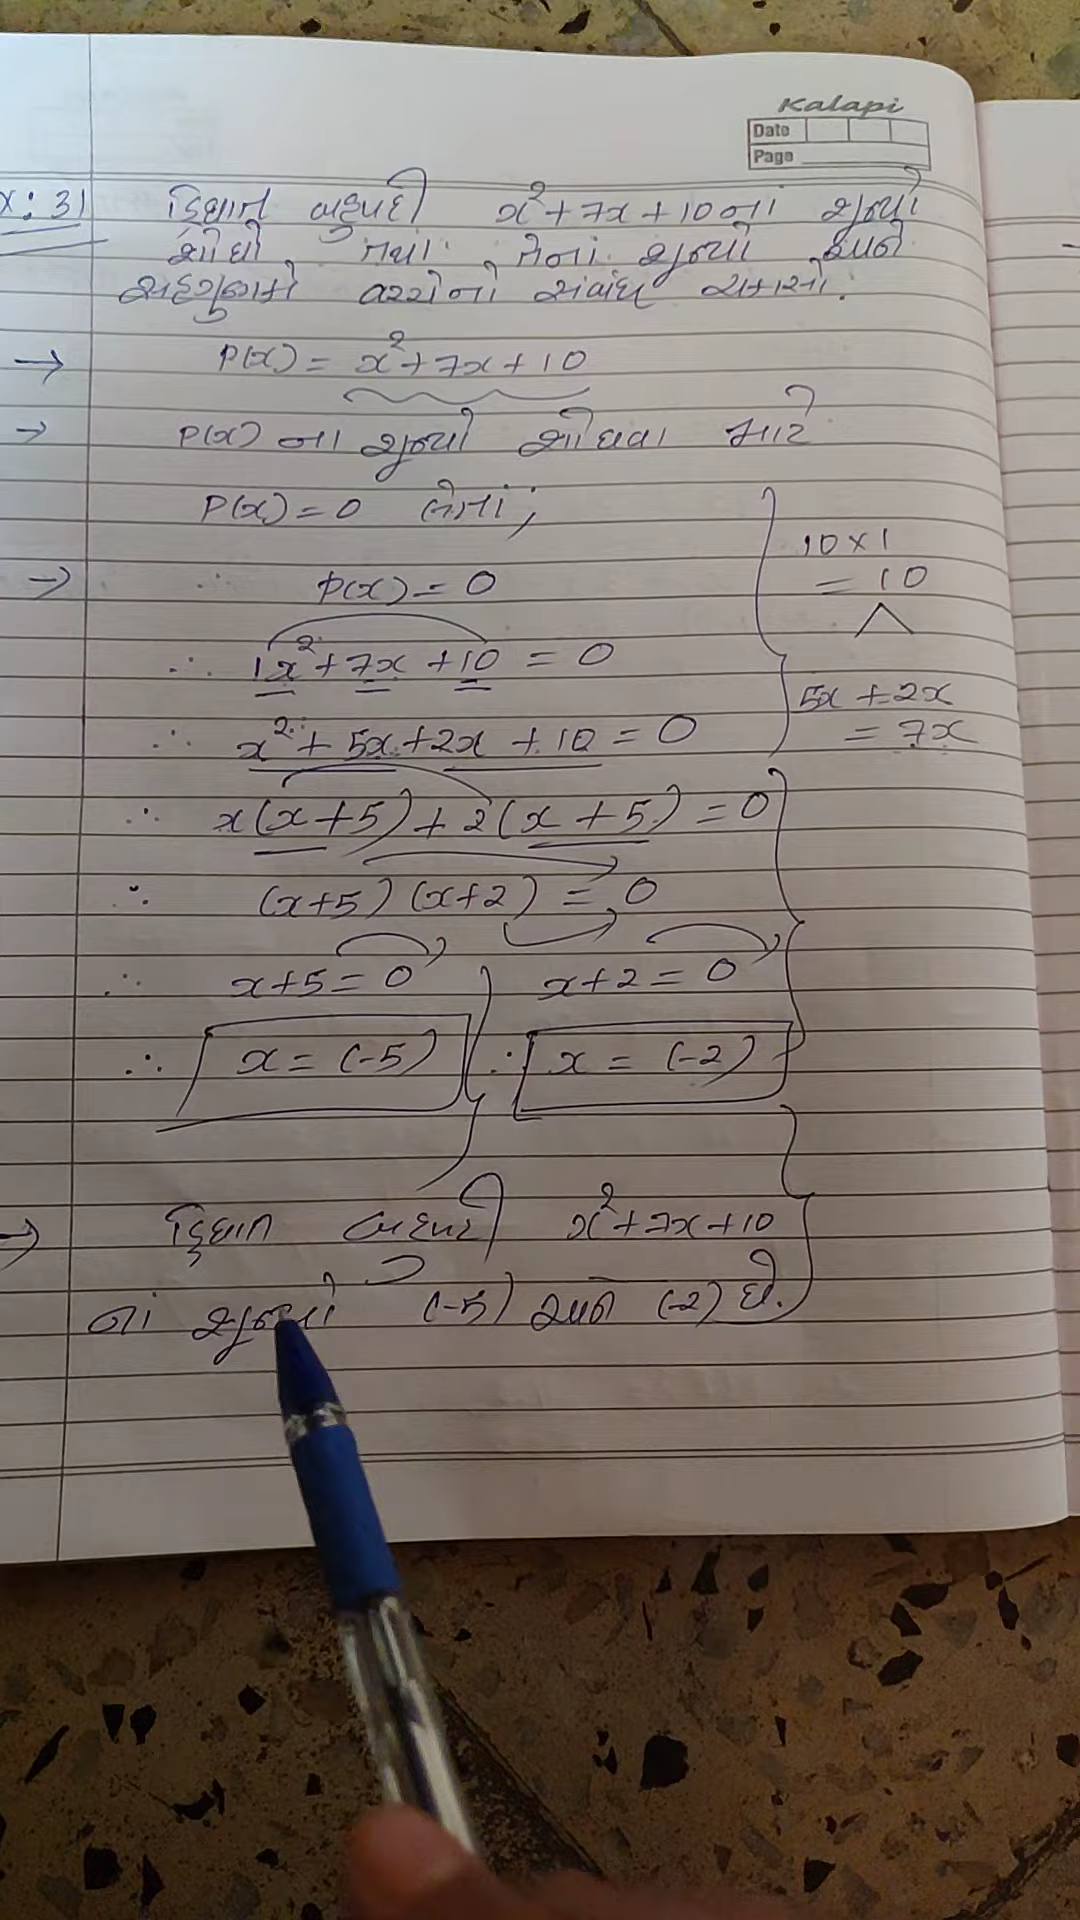 Kalapi
Date
Page
x: 31 દ્વિઘાત બહુપદી x²+7x+10નાં શૂન્યો
શોધો તથા તેનાં શૂન્યો અને
સહગુણકો વચ્ચેનો સંબંધ ચકાસો.
→ P(x) = x²+7x+10
→ P(x) ના શૂન્યો શોધવા માટે
P(x) = 0 લેતાં;
→ P(x) = 0
∴ 1x²+7x+10 = 0
∴ x²+5x+2x+10 = 0
∴ x(x+5)+2(x+5) = 0
∴ (x+5)(x+2) = 0
∴ x+5=0 x+2=0
∴ x = (-5) ∴ x = (-2)
10×1
= 10
5x+2x
= 7x
→ દ્વિઘાત બહુપદી x²+7x+10
નાં શૂન્યો (-5) અને (-2) છે.